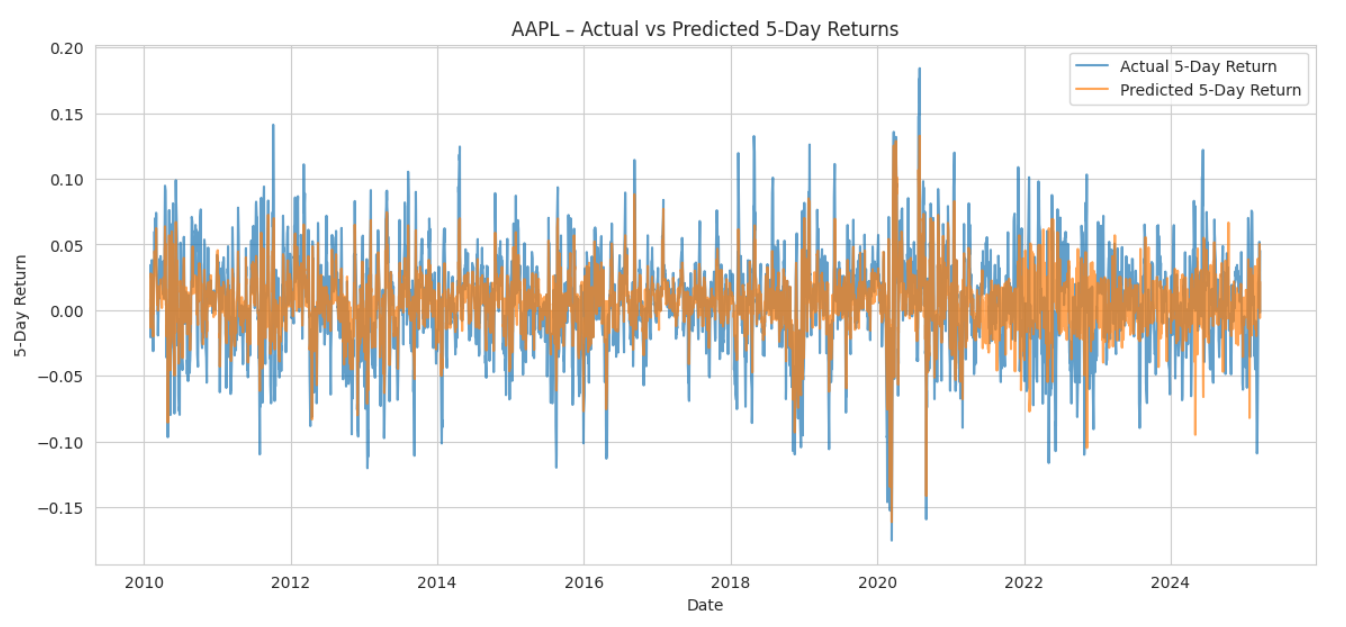 AAPL – Actual vs Predicted 5-Day Returns
Actual 5-Day Return
Predicted 5-Day Return
5-Day Return
0.20
0.15
0.10
0.05
0.00
−0.05
−0.10
−0.15
2010 2012 2014 2016 2018 2020 2022 2024
Date